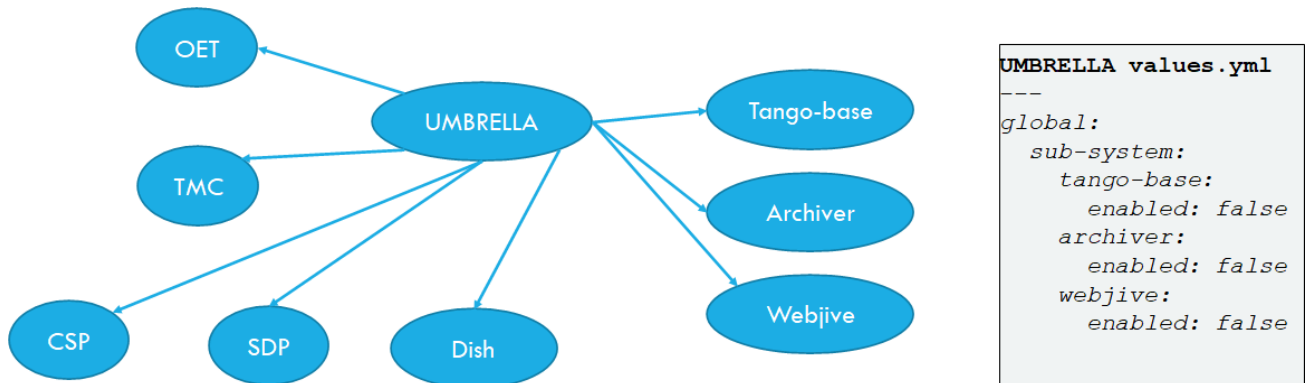 OET
UMBRELLA
Tango-base
TMC
Archiver
CSP
SDP
Dish
Webjive
UMBRELLA values.yml
---
global:
  sub-system:
    tango-base:
      enabled: false
    archiver:
      enabled: false
    webjive:
      enabled: false